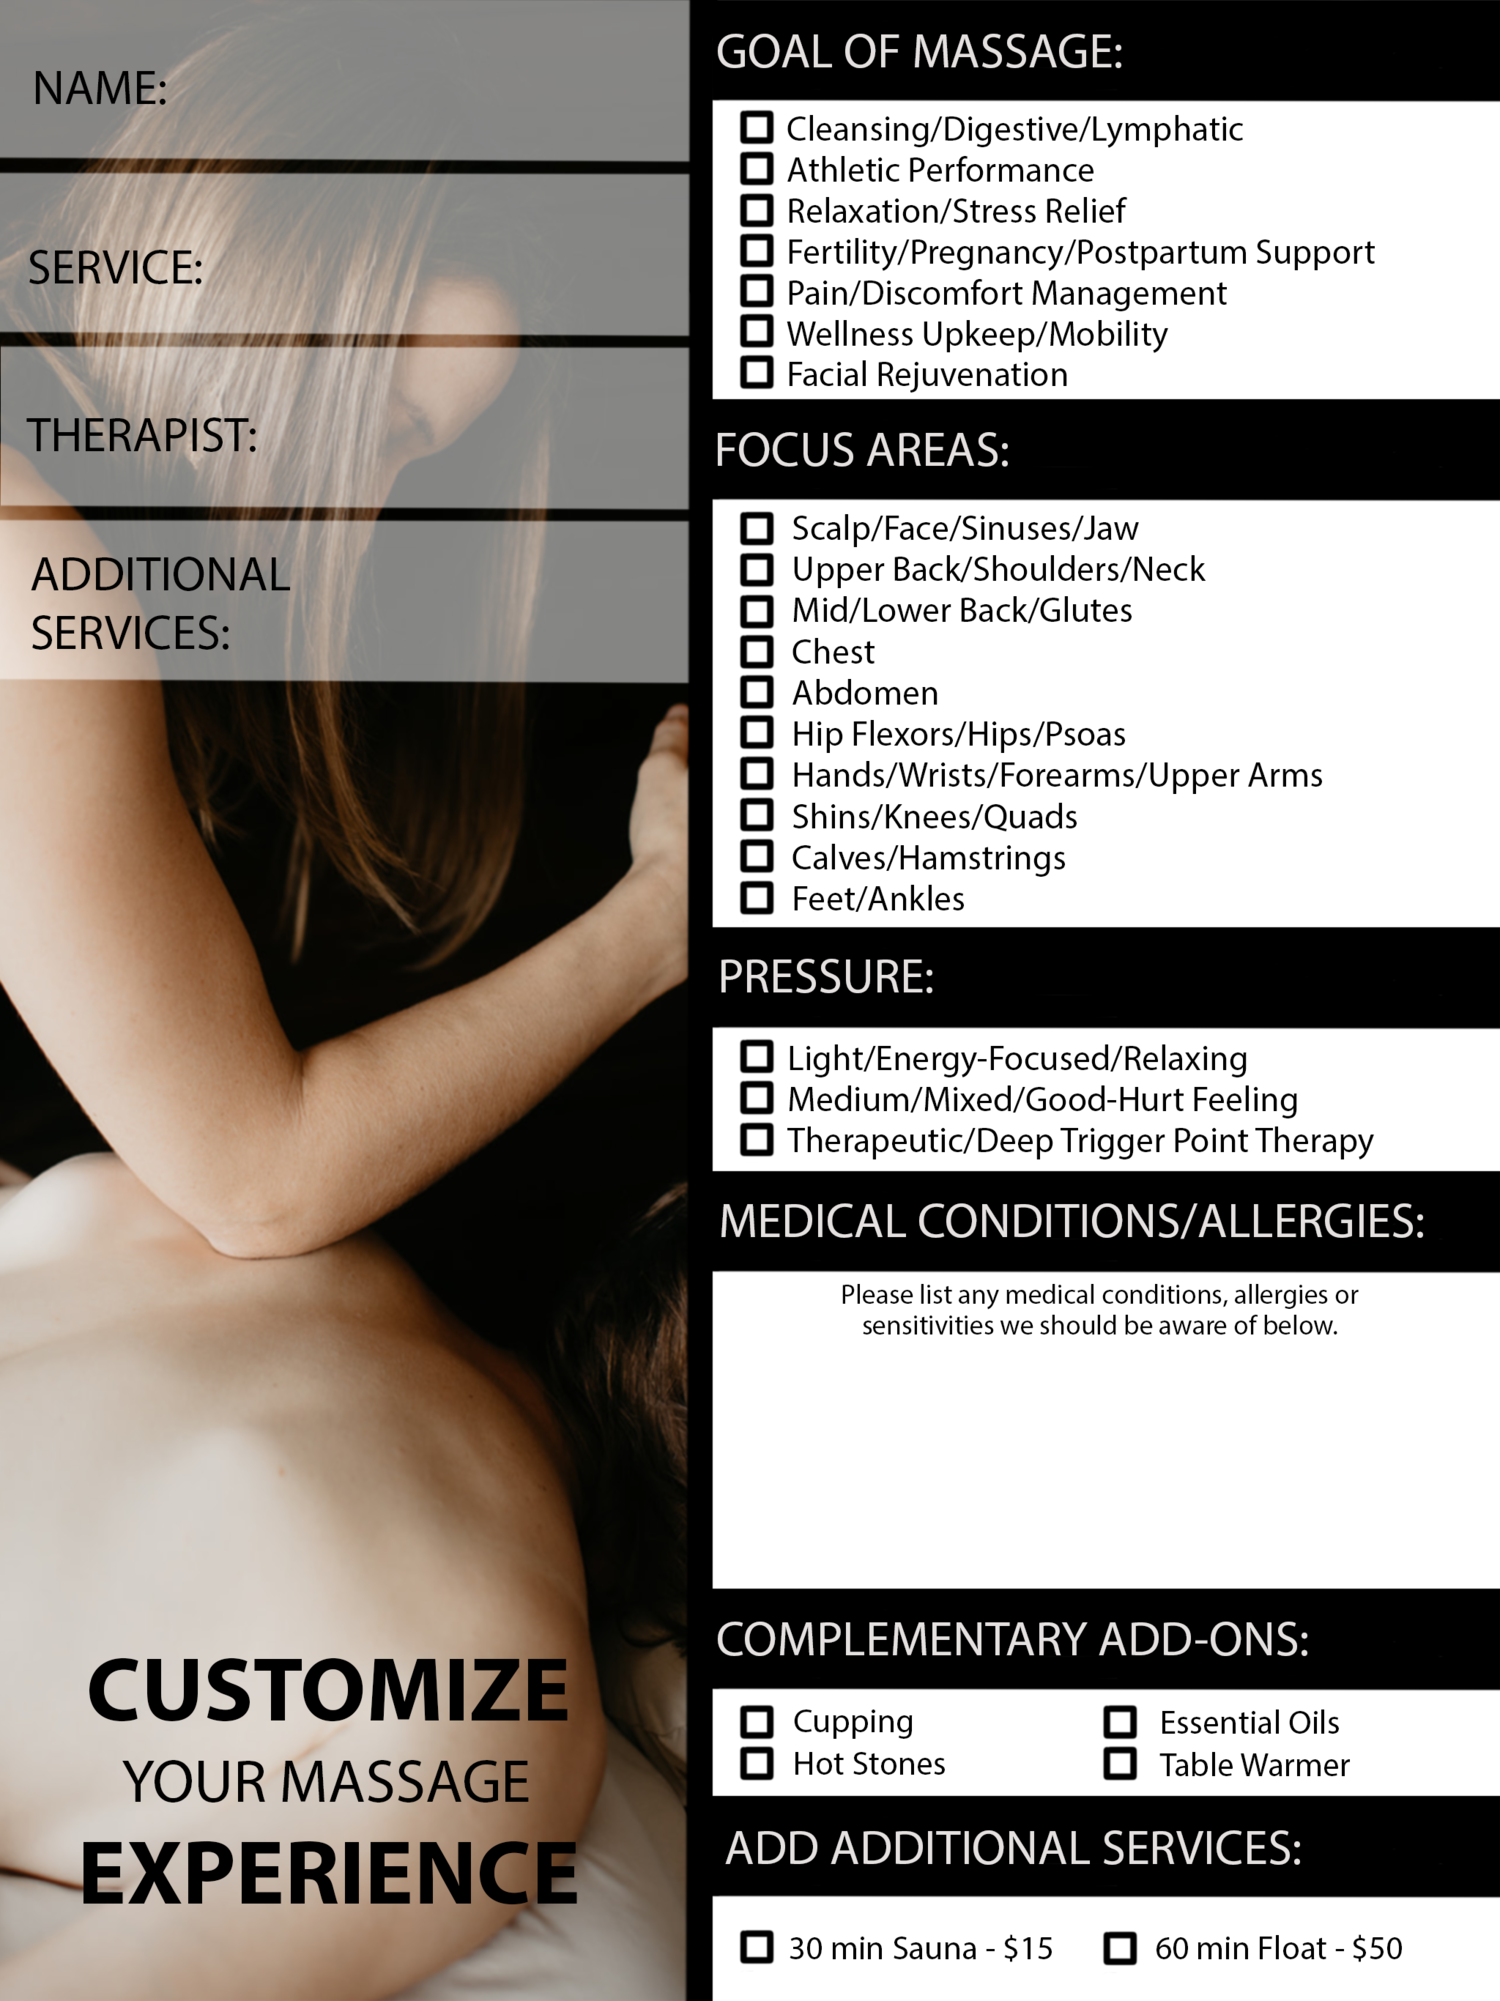 NAME:
SERVICE:
THERAPIST:
ADDITIONAL
SERVICES:
CUSTOMIZE
YOUR MASSAGE
EXPERIENCE
GOAL OF MASSAGE:
Cleansing/Digestive/Lymphatic
Athletic Performance
Relaxation/Stress Relief
Fertility/Pregnancy/Postpartum Support
Pain/Discomfort Management
Wellness Upkeep/Mobility
Facial Rejuvenation
FOCUS AREAS:
Scalp/Face/Sinuses/Jaw
Upper Back/Shoulders/Neck
Mid/Lower Back/Glutes
Chest
Abdomen
Hip Flexors/Hips/Psoas
Hands/Wrists/Forearms/Upper Arms
Shins/Knees/Quads
Calves/Hamstrings
Feet/Ankles
PRESSURE:
Light/Energy-Focused/Relaxing
Medium/Mixed/Good-Hurt Feeling
Therapeutic/Deep Trigger Point Therapy
MEDICAL CONDITIONS/ALLERGIES:
Please list any medical conditions, allergies or
sensitivities we should be aware of below.
COMPLEMENTARY ADD-ONS:
Cupping Essential Oils
Hot Stones Table Warmer
ADD ADDITIONAL SERVICES:
30 min Sauna - $15 60 min Float - $50